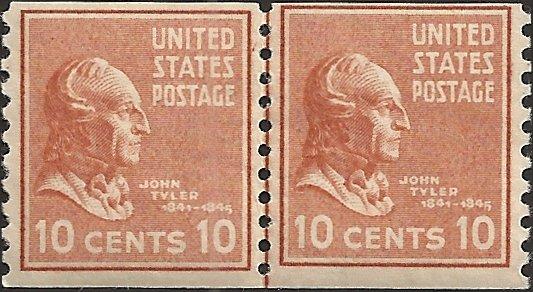 UNITED
STATES
POSTAGE
JOHN
TYLER
1841-1845
10 CENTS 10
UNITED
STATES
POSTAGE
JOHN
TYLER
1841-1845
10 CENTS 10